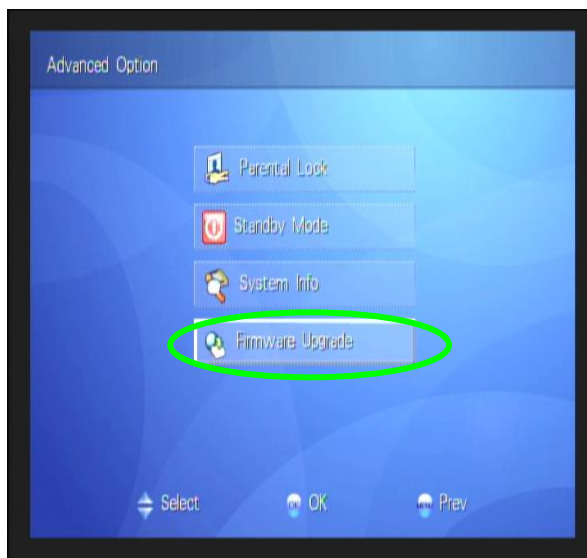 Advanced Option
Parental Lock
Standby Mode
System Info
Firmware Upgrade
Select OK Prev